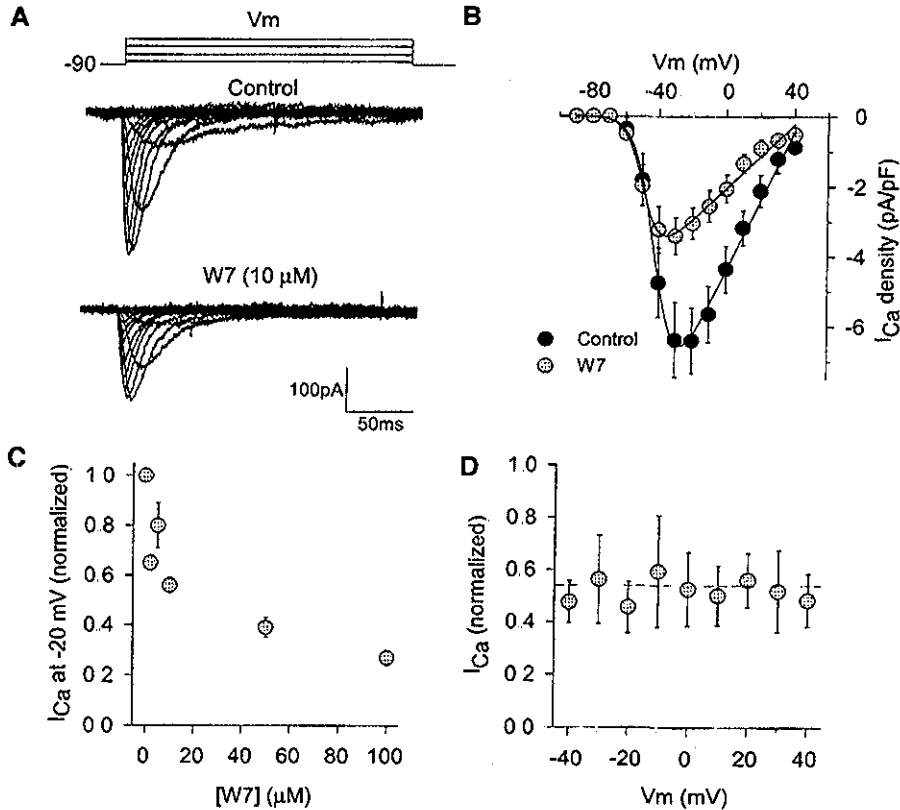 A
Vm
-90
Control
W7 (10 µM)
100pA
50ms
B
Vm (mV)
-80 -40 0 40
0
-2
-4
-6
ICa density (pA/pF)
Control
W7
C
ICa at -20 mV (normalized)
1 0
0 8
0 6
0 4
0 2
0 0
0 20 40 60 80 100
[W7] (µM)
D
ICa (normalized)
1.0
0.8
0.6
0.4
0.2
0.0
-40 -20 0 20 40
Vm (mV)